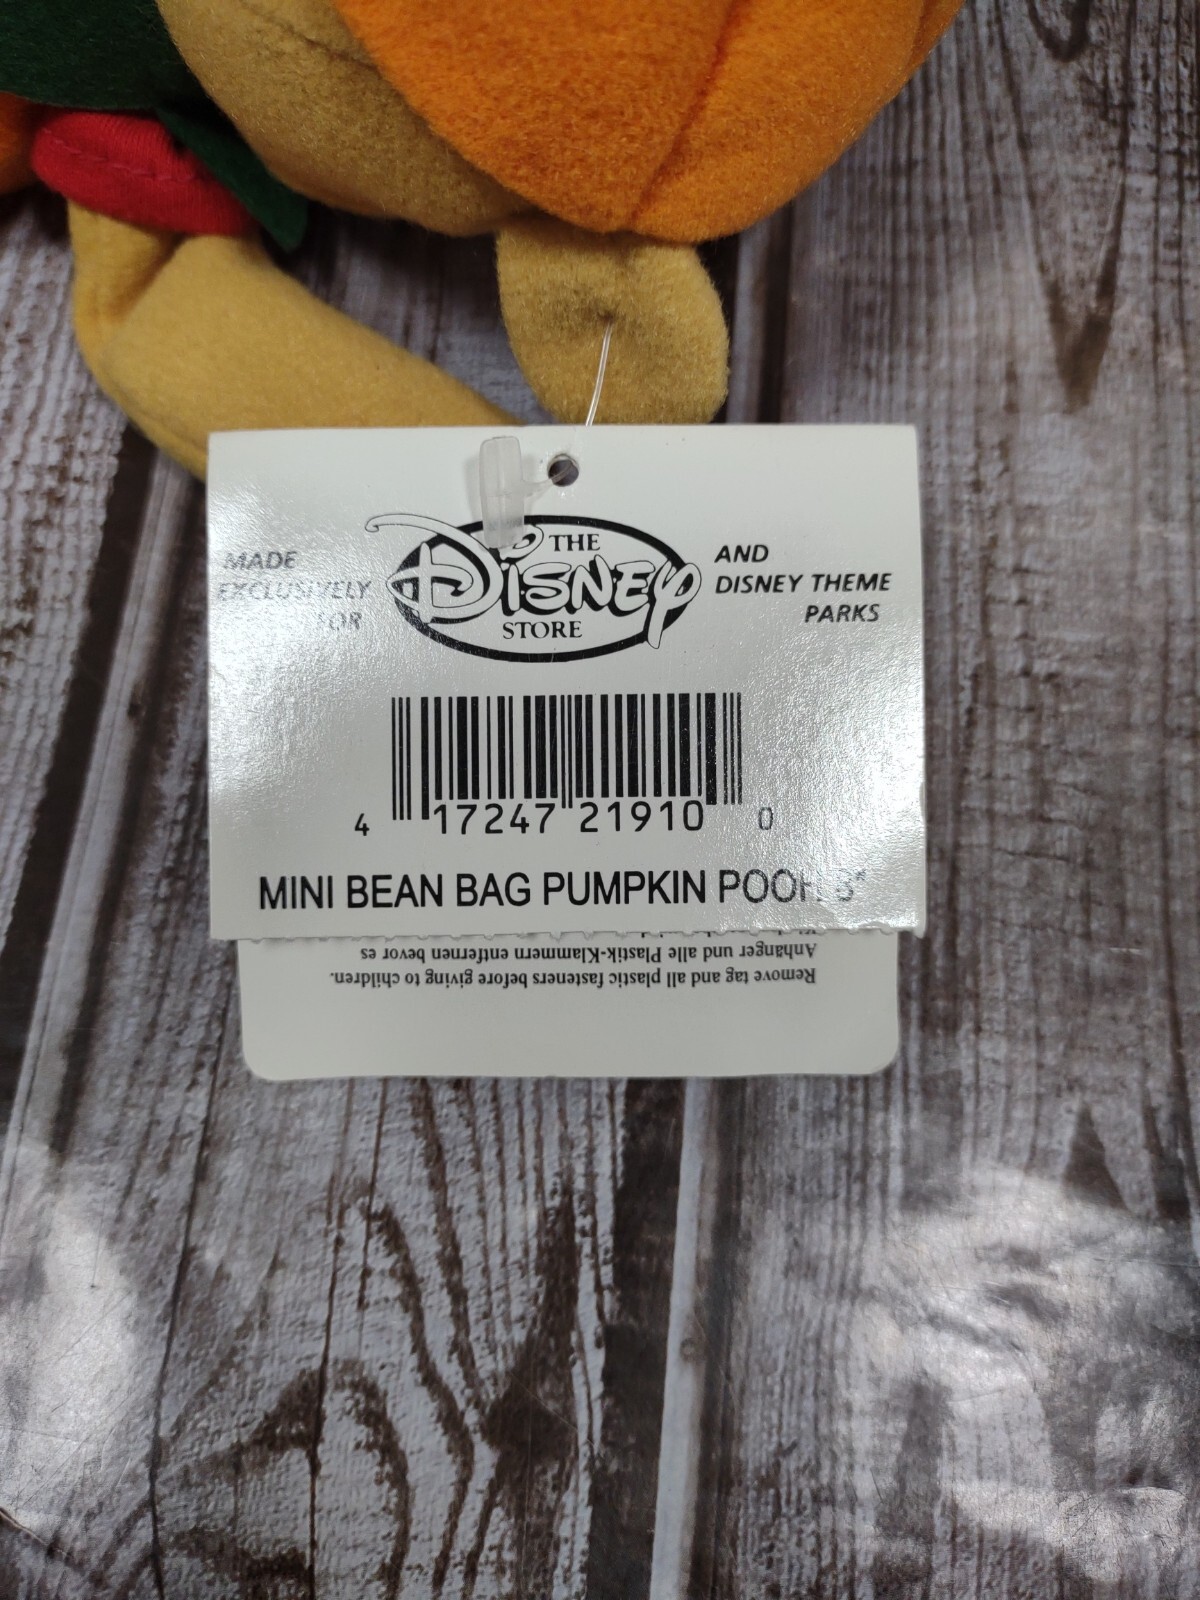 MADE
EXCLUSIVELY
FOR
THE
DISNEY
STORE
AND
DISNEY THEME
PARKS
4 17247 21910 0
MINI BEAN BAG PUMPKIN POOH 8"
Remove tag and all plastic fasteners before giving to children.
Anhänger und alle Plastik-Klammern entfernen bevor es